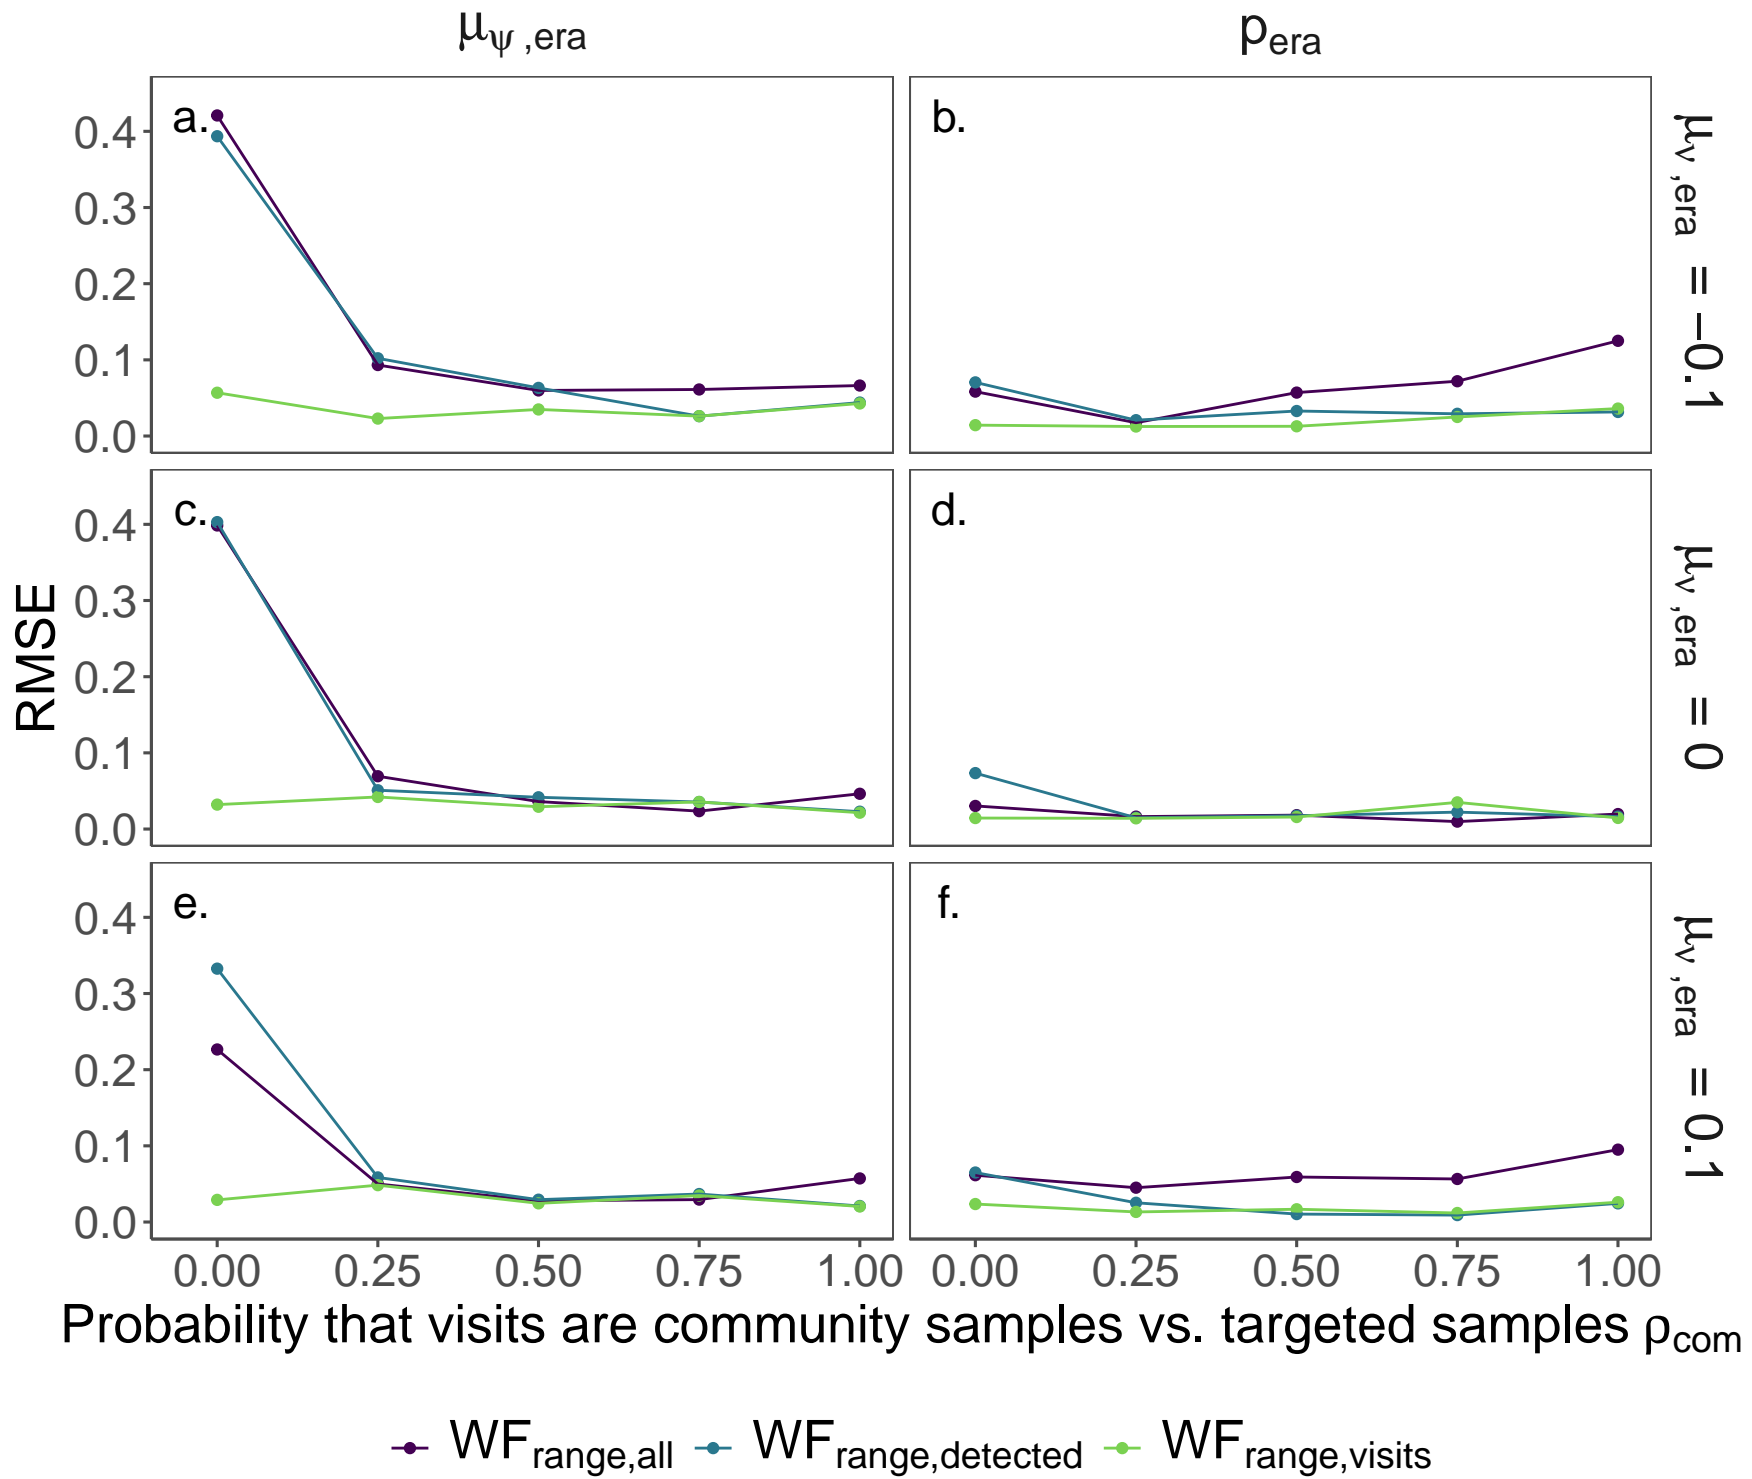 μψ ,era
pera
a.
b.
0.4
0.3
0.2
0.1
0.0
μν ,era = −0.1
c.
d.
0.4
0.3
0.2
0.1
0.0
μν ,era = 0
RMSE
e.
f.
0.4
0.3
0.2
0.1
0.0
μν ,era = 0.1
0.00 0.25 0.50 0.75 1.00
0.00 0.25 0.50 0.75 1.00
Probability that visits are community samples vs. targeted samples ρcom
WFrange,all WFrange,detected WFrange,visits